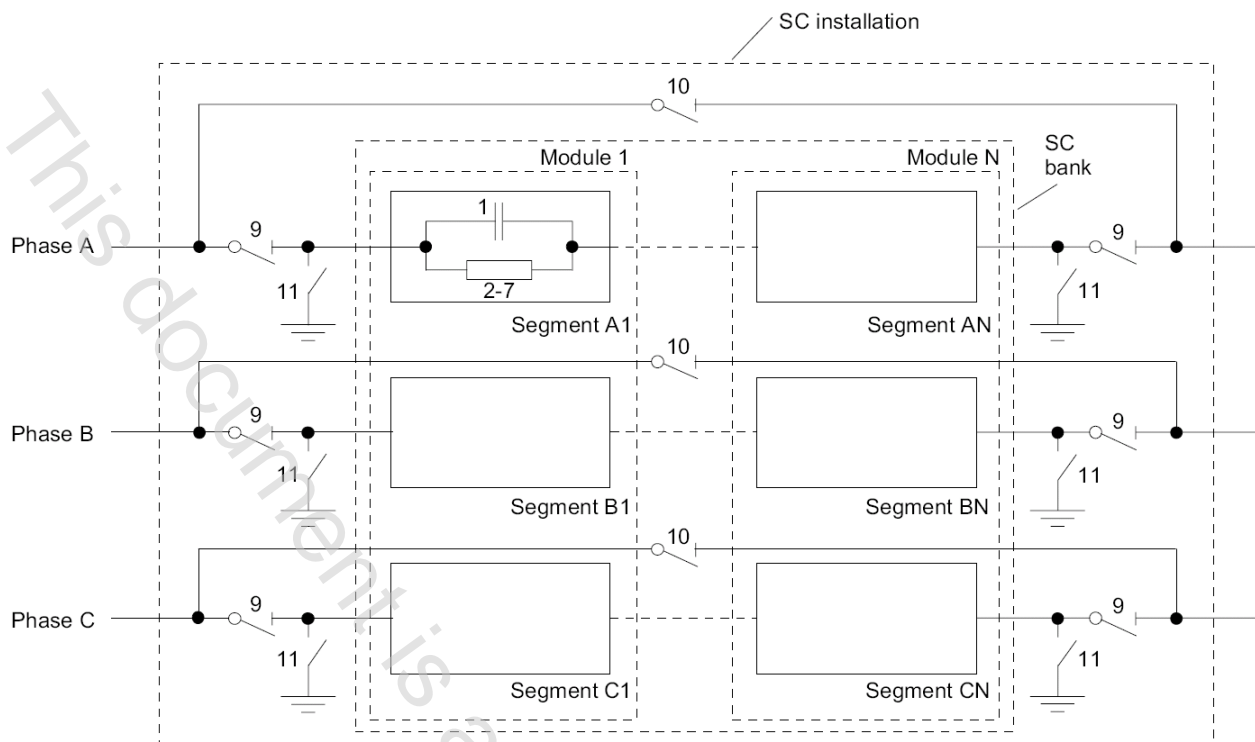 SC installation
10
SC
bank
Module 1
Module N
Phase A
9
11
1
2-7
9
11
Segment A1
Segment AN
10
Phase B
9
11
9
11
Segment B1
Segment BN
10
Phase C
9
11
9
11
Segment C1
Segment CN
This document is a